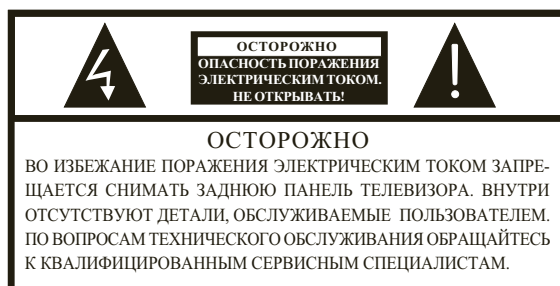 ОСТОРОЖНО
ОПАСНОСТЬ ПОРАЖЕНИЯ
ЭЛЕКТРИЧЕСКИМ ТОКОМ.
НЕ ОТКРЫВАТЬ!
ОСТОРОЖНО
ВО ИЗБЕЖАНИЕ ПОРАЖЕНИЯ ЭЛЕКТРИЧЕСКИМ ТОКОМ ЗАПРЕ-
ЩАЕТСЯ СНИМАТЬ ЗАДНЮЮ ПАНЕЛЬ ТЕЛЕВИЗОРА. ВНУТРИ
ОТСУТСТВУЮТ ДЕТАЛИ, ОБСЛУЖИВАЕМЫЕ ПОЛЬЗОВАТЕЛЕМ.
ПО ВОПРОСАМ ТЕХНИЧЕСКОГО ОБСЛУЖИВАНИЯ ОБРАЩАЙТЕСЬ
К КВАЛИФИЦИРОВАННЫМ СЕРВИСНЫМ СПЕЦИАЛИСТАМ.